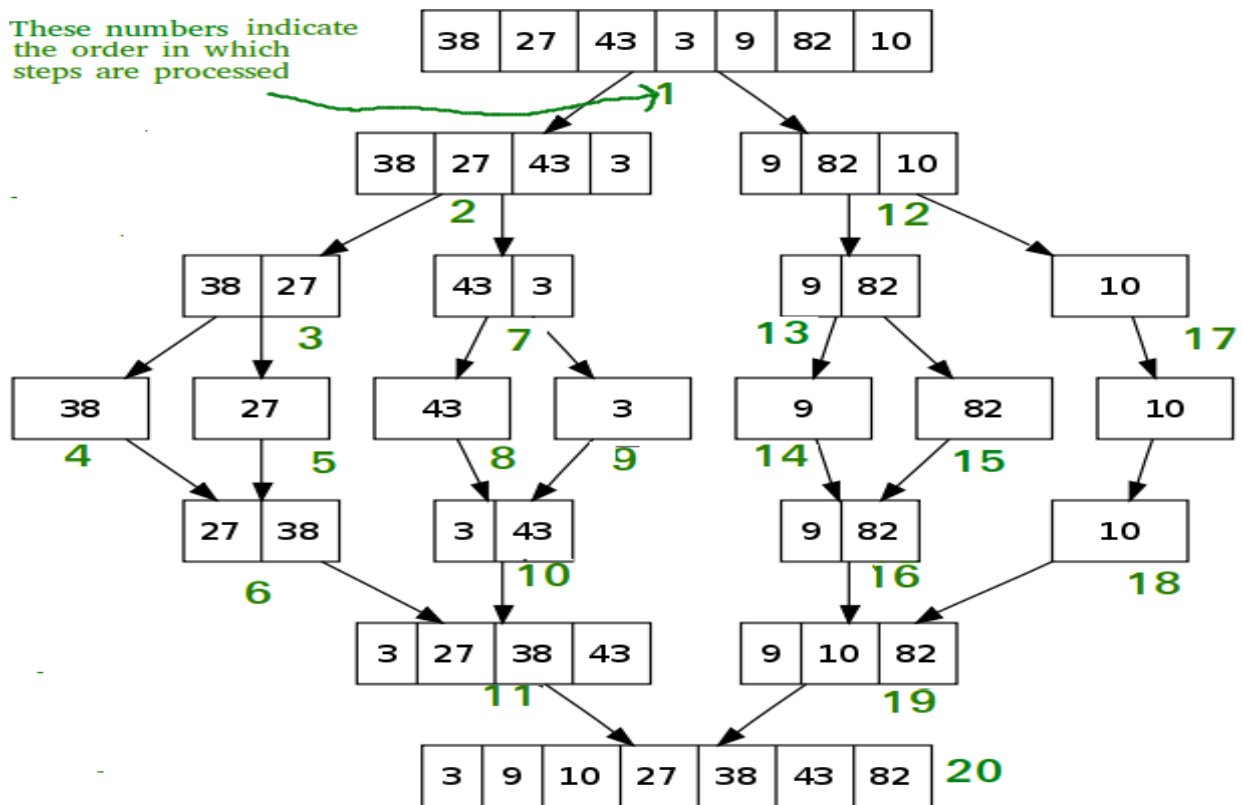 These numbers indicate
the order in which
steps are processed
38 27 43 3 9 82 10
1
38 27 43 3 9 82 10
2 12
38 27 43 3 9 82 10
3 7 13 17
38 27 43 3 9 82 10
4 5 8 9 14 15
27 38 3 43 9 82 10
6 10 16 18
3 27 38 43 9 10 82
11 19
3 9 10 27 38 43 82 20